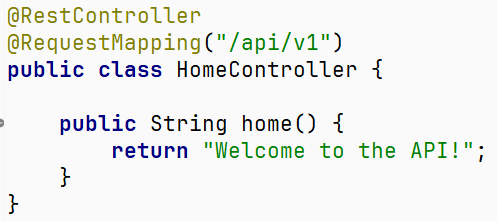 @RestController
@RequestMapping("/api/v1")
public class HomeController {
    public String home() {
        return "Welcome to the API!";
    }
}